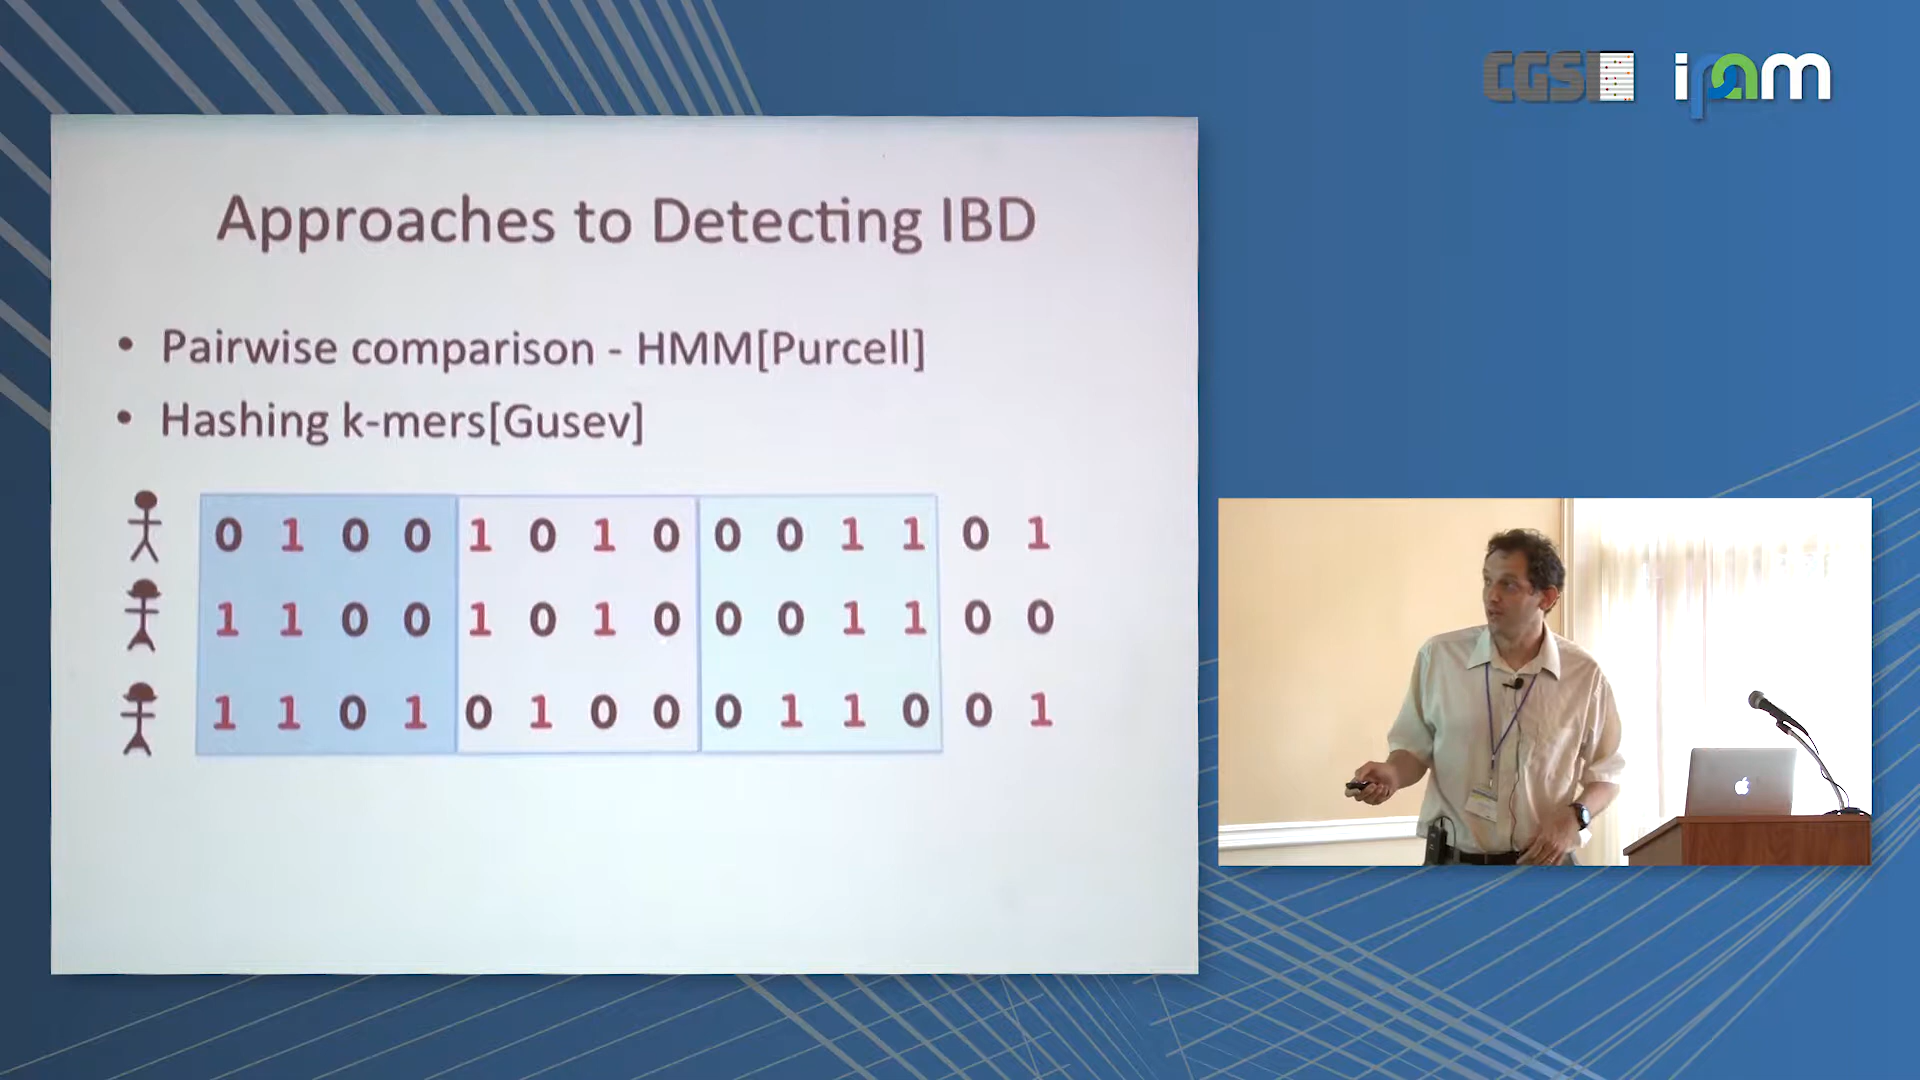 CGSI
ipam
Approaches to Detecting IBD
• Pairwise comparison - HMM[Purcell]
• Hashing k-mers[Gusev]
0 1 0 0 1 0 1 0 0 0 1 1 0 1
1 1 0 0 1 0 1 0 0 0 1 1 0 0
1 1 0 1 0 1 0 0 0 1 1 0 0 1